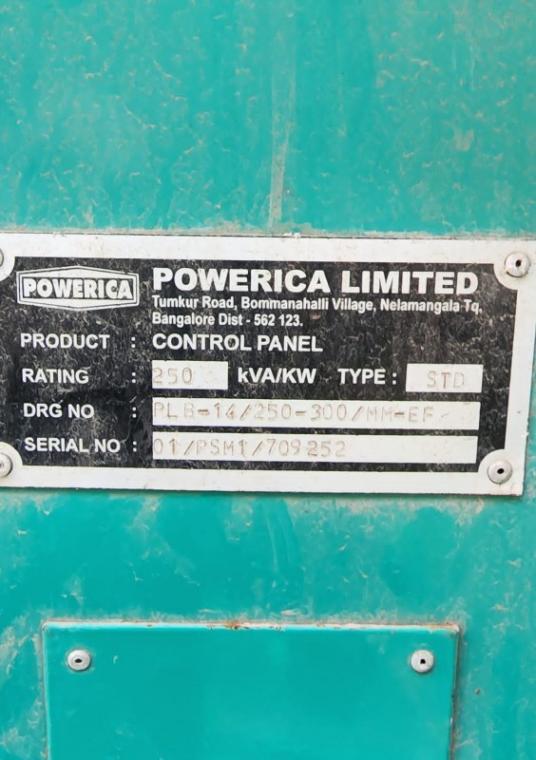 POWERICA
POWERICA LIMITED
Tumkur Road, Bommanahalli Village, Nelamangala Tq,
Bangalore Dist - 562 123.
PRODUCT : CONTROL PANEL
RATING : 250 kVA/KW TYPE : STD
DRG NO : PLB-14/250-300/MM-EF
SERIAL NO : 01/PSM1/709252